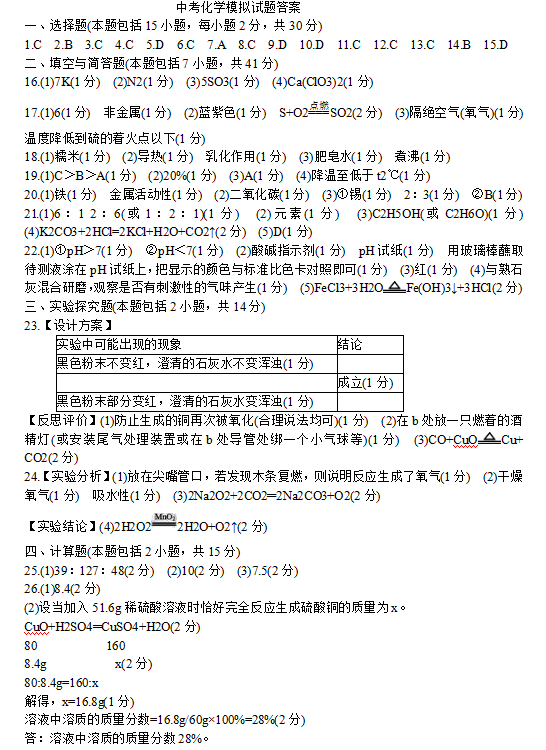 中考化学模拟试题答案
一、选择题(本题包括15小题，每小题2分，共30分)
1.C 2.B 3.C 4.C 5.D 6.C 7.A 8.C 9.D 10.D 11.C 12.C 13.C 14.B 15.D
二、填空与简答题(本题包括7小题，共41分)
16.(1)7K(1分) (2)N2(1分) (3)5SO3(1分) (4)Ca(ClO3)2(1分)
17.(1)6(1分) 非金属(1分) (2)蓝紫色(1分) S+O2点燃SO2(2分) (3)隔绝空气(氧气)(1分)
温度降低到硫的着火点以下(1分)
18.(1)糯米(1分) (2)导热(1分) 乳化作用(1分) (3)肥皂水(1分) 煮沸(1分)
19.(1)C＞B＞A(1分) (2)20%(1分) (3)A(1分) (4)降温至低于t2℃(1分)
20.(1)铁(1分) 金属活动性(1分) (2)二氧化碳(1分) (3)①锡(1分) 2：3(1分) ②B(1分)
21.(1)6：1 2：6(或1：2：1)(1分) (2)元素(1分) (3)C2H5OH(或C2H6O)(1分)
(4)K2CO3+2HCl=2KCl+H2O+CO2↑(2分) (5)D(1分)
22.(1)①pH＞7(1分) ②pH＜7(1分) (2)酸碱指示剂(1分) pH试纸(1分) 用玻璃棒蘸取
待测液涂在pH试纸上，把显示的颜色与标准比色卡对照即可(1分) (3)红(1分) (4)与熟石
灰混合研磨，观察是否有刺激性的气味产生(1分) (5)FeCl3+3H2O△Fe(OH)3↓+3HCl(2分)
三、实验探究题(本题包括2小题，共14分)
23.【设计方案】
实验中可能出现的现象 结论
黑色粉末不变红，澄清的石灰水不变浑浊(1分)
成立(1分)
黑色粉末部分变红，澄清的石灰水变浑浊(1分)
【反思评价】(1)防止生成的铜再次被氧化(合理说法均可)(1分) (2)在b处放一只燃着的酒
精灯(或安装尾气处理装置或在b处导管处绑一个小气球等)(1分) (3)CO+CuO△Cu+
CO2(2分)
24.【实验分析】(1)放在尖嘴管口，若发现木条复燃，则说明反应生成了氧气(1分) (2)干燥
氧气(1分) 吸水性(1分) (3)2Na2O2+2CO2═2Na2CO3+O2(2分)
【实验结论】(4)2H2O2MnO22H2O+O2↑(2分)
四、计算题(本题包括2小题，共15分)
25.(1)39：127：48(2分) (2)10(2分) (3)7.5(2分)
26.(1)8.4(2分)
(2)设当加入51.6g稀硫酸溶液时恰好完全反应生成硫酸铜的质量为x。
CuO+H2SO4═CuSO4+H2O(2分)
80 160
8.4g x(2分)
80:8.4g=160:x
解得，x=16.8g(1分)
溶液中溶质的质量分数=16.8g/60g×100%=28%(2分)
答：溶液中溶质的质量分数28%。